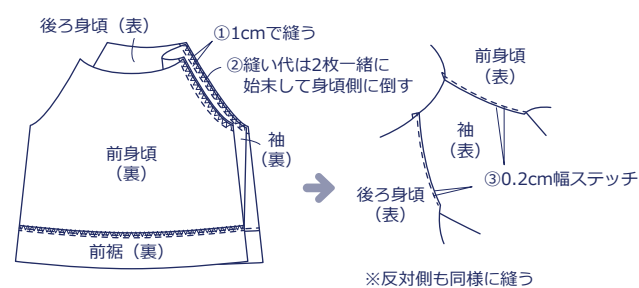 後ろ身頃（表）
①1cmで縫う
②縫い代は2枚一緒に
始末して身頃側に倒す
袖
（裏）
前身頃
（裏）
前裾（裏）
前身頃
（表）
袖
（表）
③0.2cm幅ステッチ
後ろ身頃
（表）
※反対側も同様に縫う